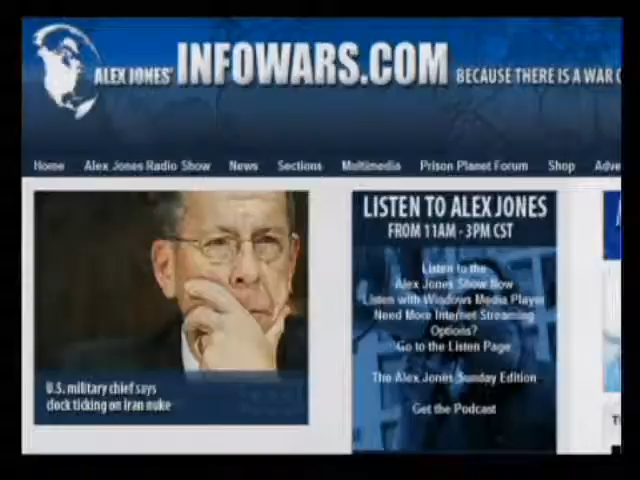 ALEX JONES' INFOWARS.COM BECAUSE THERE IS A WAR
Home Alex Jones Radio Show News Sections Multimedia Prison Planet Forum Shop Adve
LISTEN TO ALEX JONES
FROM 11AM - 3PM CST
Listen to the
Alex Jones Show Now
Listen with Windows Media Player
Need More Internet Streaming
Options?
Go to the Listen Page
The Alex Jones Sunday Edition
Get the Podcast
U.S. military chief says
clock ticking on Iran nuke